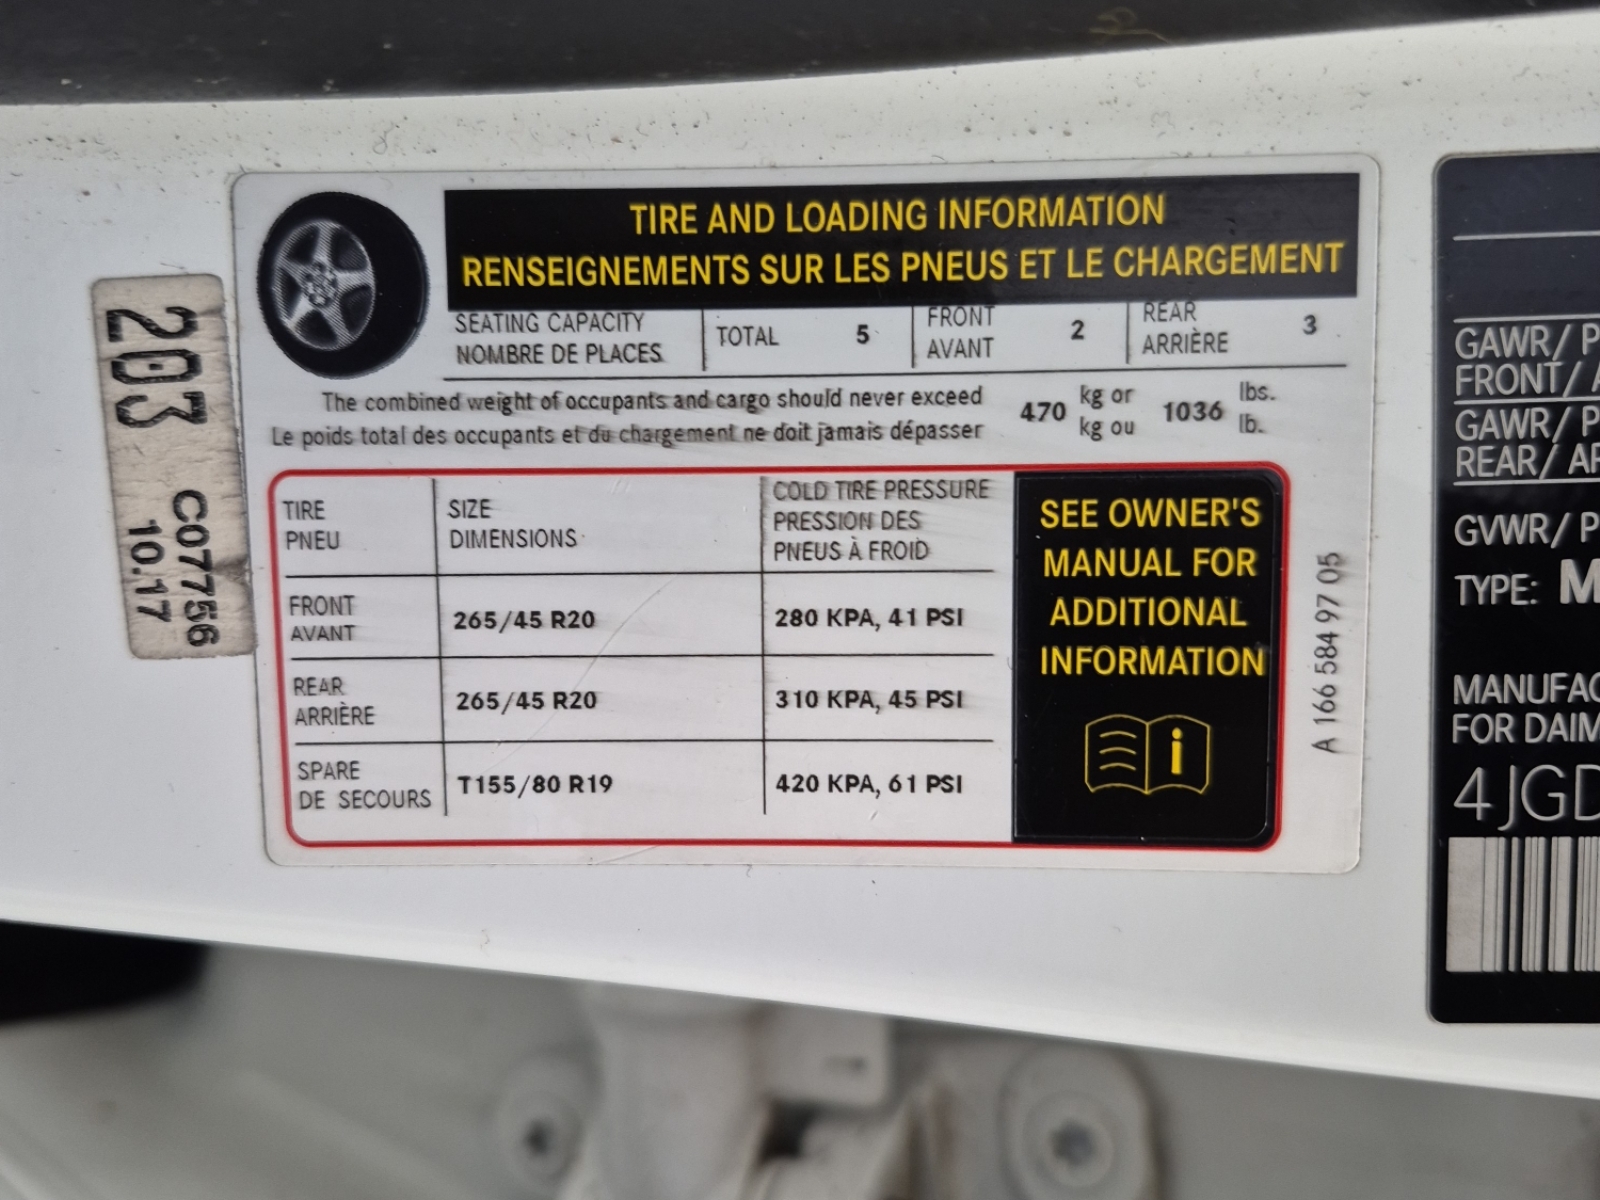 TIRE AND LOADING INFORMATION
RENSEIGNEMENTS SUR LES PNEUS ET LE CHARGEMENT
SEATING CAPACITY
NOMBRE DE PLACES
TOTAL 5
FRONT
AVANT
2
REAR
ARRIÈRE
3
The combined weight of occupants and cargo should never exceed
Le poids total des occupants et du chargement ne doit jamais dépasser
470
kg or
kg ou
1036
lbs.
lb.
TIRE
PNEU
SIZE
DIMENSIONS
COLD TIRE PRESSURE
PRESSION DES
PNEUS À FROID
FRONT
AVANT
265/45 R20
280 KPA, 41 PSI
REAR
ARRIÈRE
265/45 R20
310 KPA, 45 PSI
SPARE
DE SECOURS
T155/80 R19
420 KPA, 61 PSI
SEE OWNER'S
MANUAL FOR
ADDITIONAL
INFORMATION
i
A 166 584 97 05
203
C07756
10.17
GAWR/ P
FRONT/ A
GAWR/ P
REAR/ AR
GVWR/ P
TYPE: M
MANUFAC
FOR DAIM
4JGD